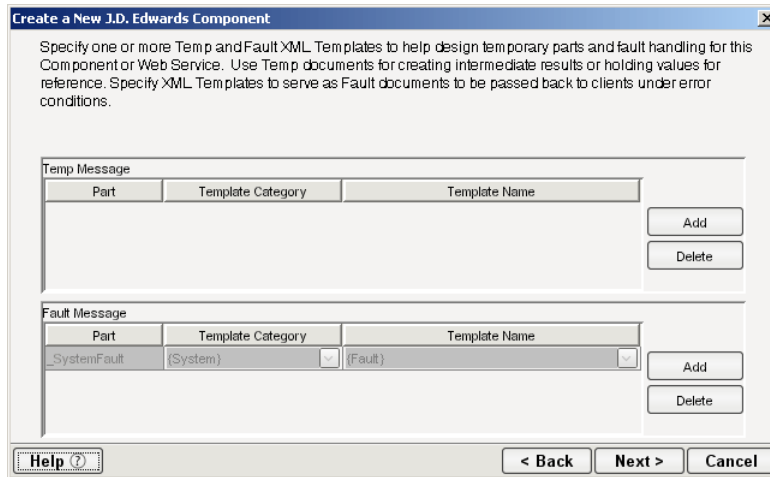 Create a New J.D. Edwards Component
Specify one or more Temp and Fault XML Templates to help design temporary parts and fault handling for this
Component or Web Service. Use Temp documents for creating intermediate results or holding values for
reference. Specify XML Templates to serve as Fault documents to be passed back to clients under error
conditions.
Temp Message
Part Template Category Template Name
Add
Delete
Fault Message
Part Template Category Template Name
_SystemFault {System} {Fault}
Add
Delete
Help ? < Back Next > Cancel